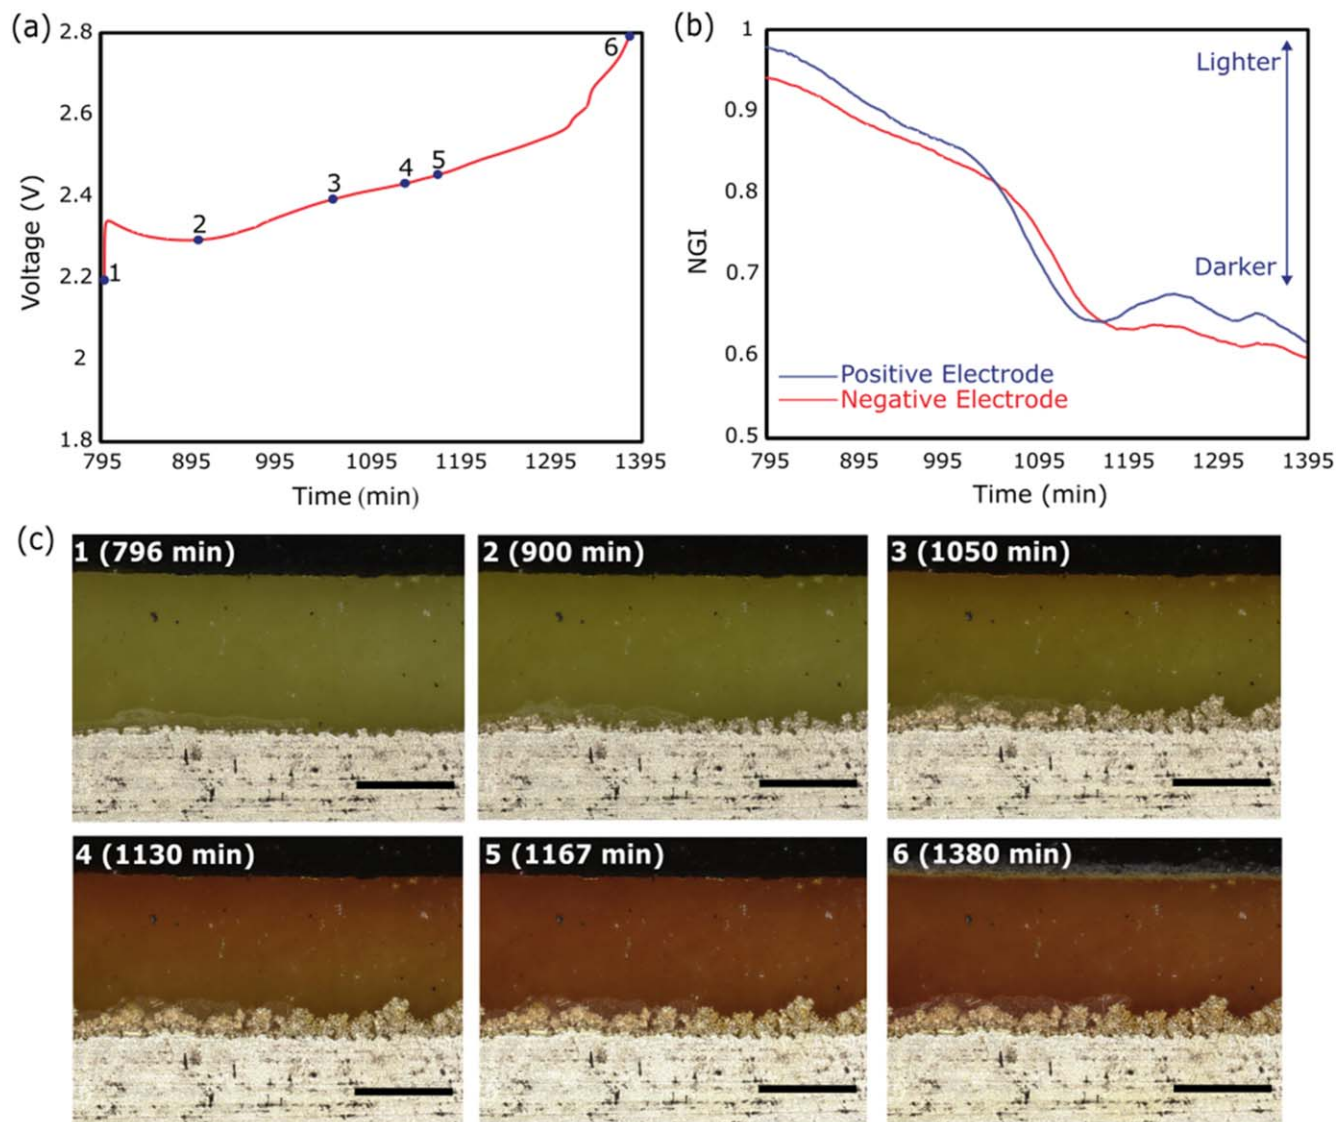 (a)
2.8
2.6
2.4
2.2
2
1.8
Voltage (V)
1
2
3
4
5
6
795 895 995 1095 1195 1295 1395
Time (min)
(b)
1
0.9
0.8
0.7
0.6
0.5
NGI
Lighter
Darker
Positive Electrode
Negative Electrode
795 895 995 1095 1195 1295 1395
Time (min)
(c)
1 (796 min)
2 (900 min)
3 (1050 min)
4 (1130 min)
5 (1167 min)
6 (1380 min)